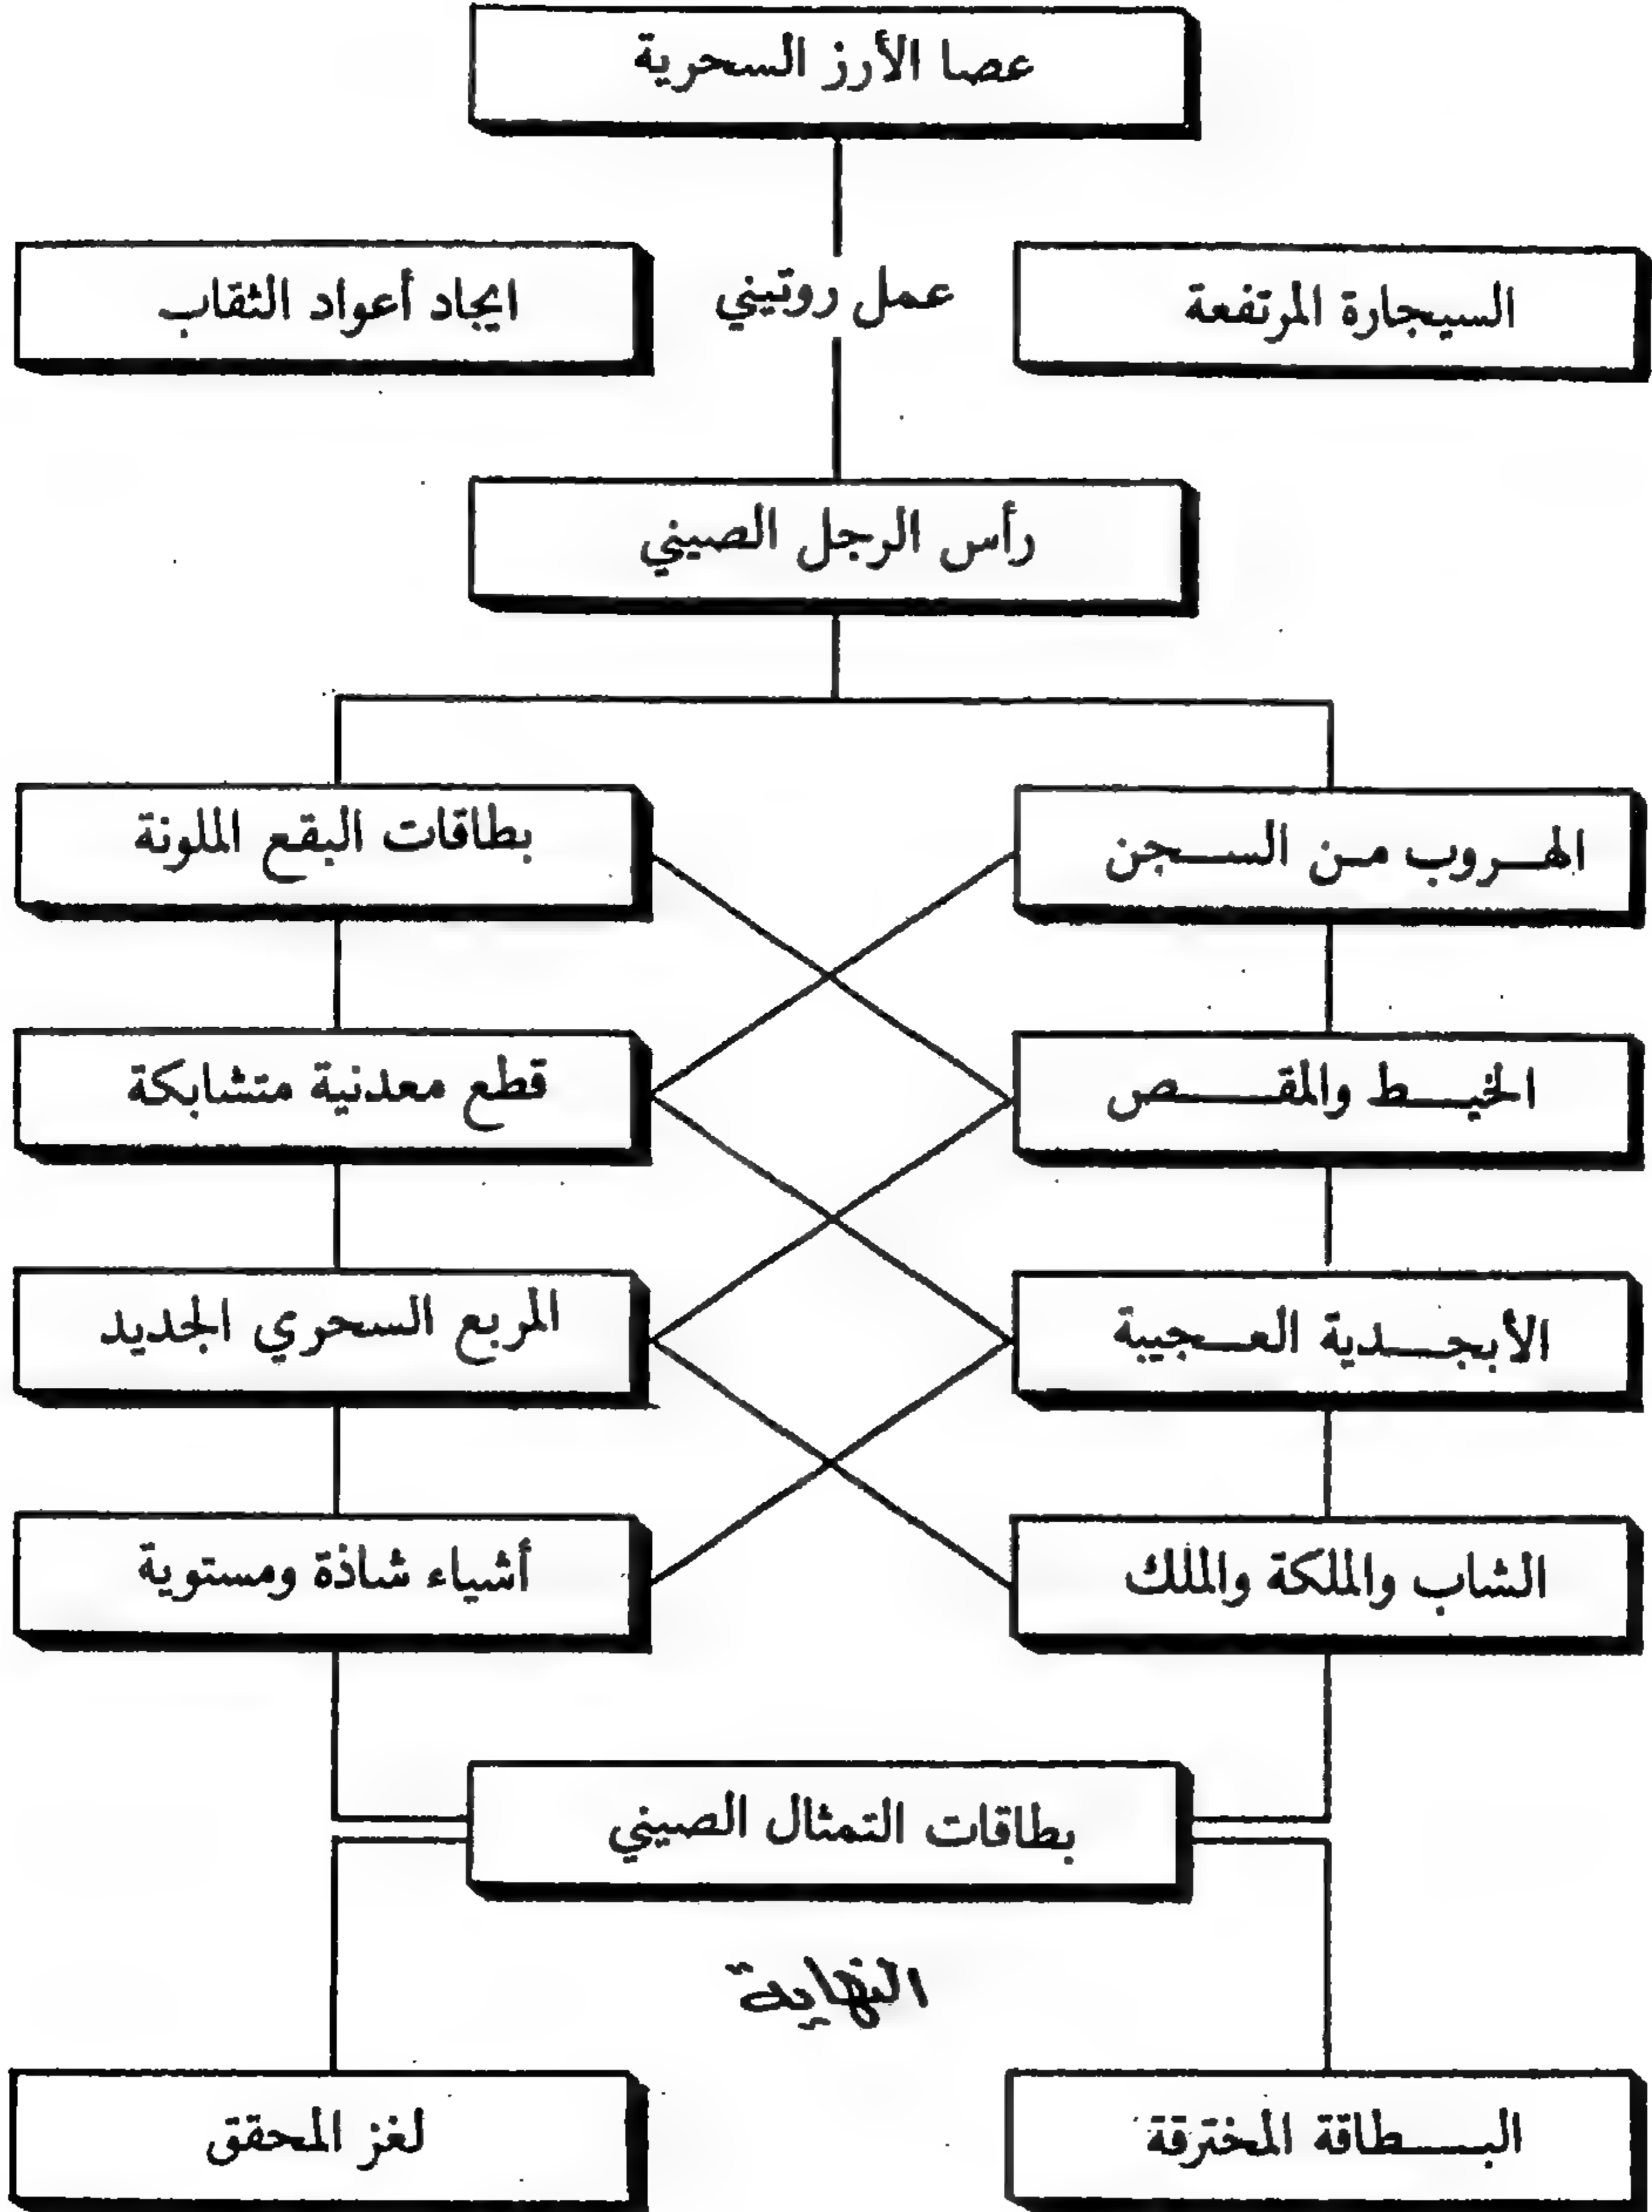 عصا الأرز السحرية
السيجارة المرتفعة
عمل روتيني
ايجاد أعواد الثقاب
رأس الرجل الصيني
الهروب من السجن
بطاقات البقع الملونة
الخيط والمقص
قطع معدنية متشابكة
الأبجدية العجيبة
المربع السحري الجديد
الشاب والملكة والملك
أشياء شاذة ومستوية
بطاقات التمثال الصيني
النهاية
البطاقة المخترقة
لغز المحقق